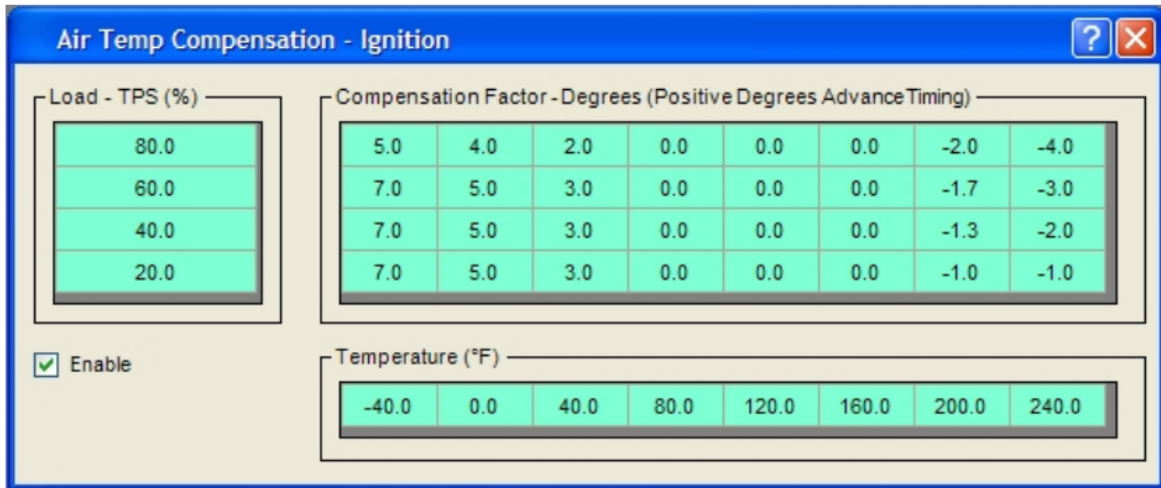 Air Temp Compensation - Ignition
Load - TPS (%)
Compensation Factor - Degrees (Positive Degrees Advance Timing)
80.0 5.0 4.0 2.0 0.0 0.0 0.0 -2.0 -4.0
60.0 7.0 5.0 3.0 0.0 0.0 0.0 -1.7 -3.0
40.0 7.0 5.0 3.0 0.0 0.0 0.0 -1.3 -2.0
20.0 7.0 5.0 3.0 0.0 0.0 0.0 -1.0 -1.0
Enable
Temperature (°F)
-40.0 0.0 40.0 80.0 120.0 160.0 200.0 240.0